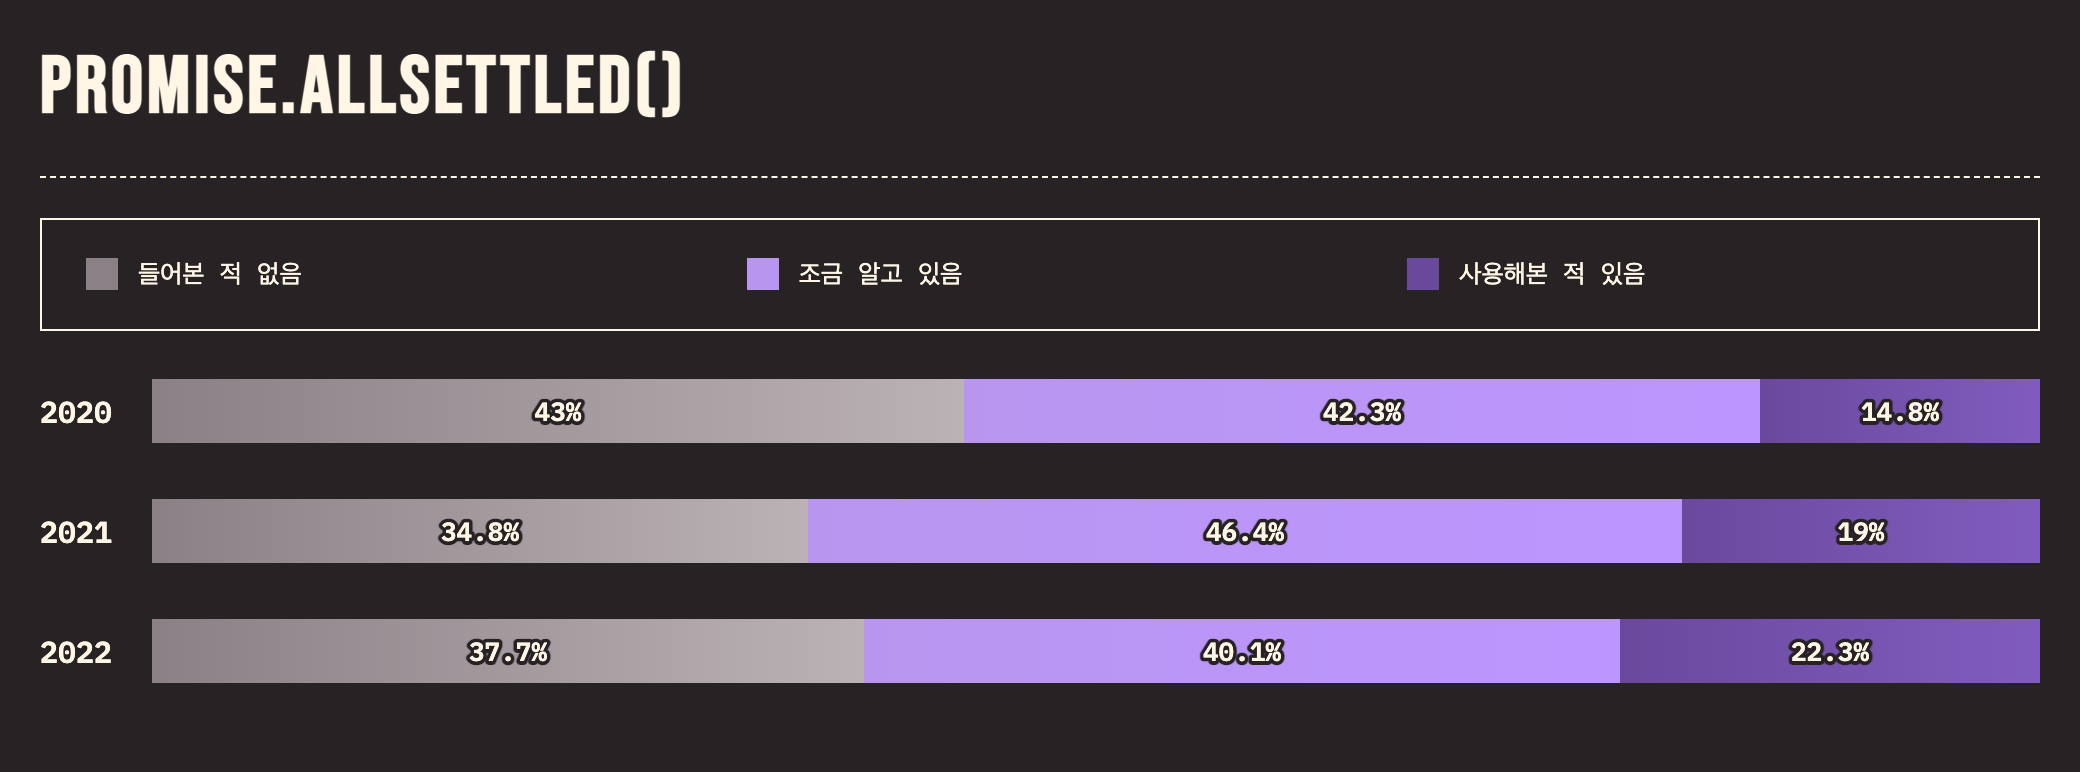 PROMISE.ALLSETTLED()
들어본 적 없음 조금 알고 있음 사용해본 적 있음
2020 43% 42.3% 14.8%
2021 34.8% 46.4% 19%
2022 37.7% 40.1% 22.3%